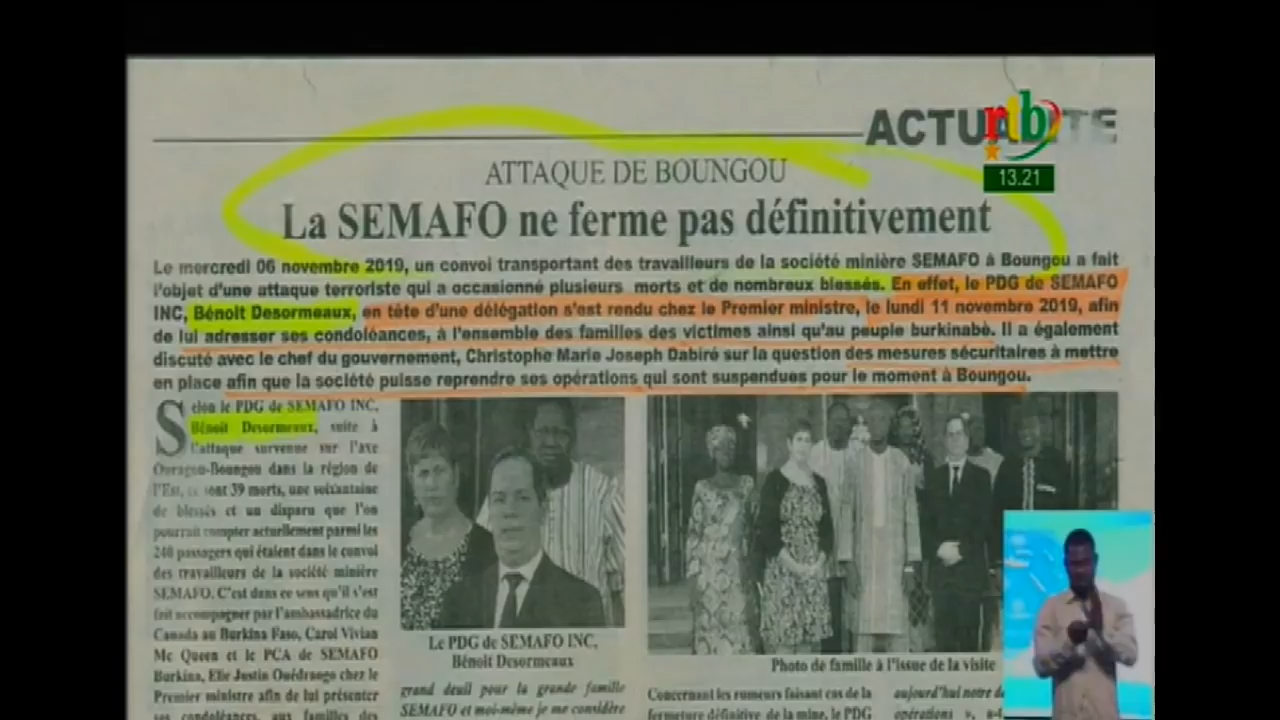 ACTUALITE
rtb
13.21
ATTAQUE DE BOUNGOU
La SEMAFO ne ferme pas définitivement
Le mercredi 06 novembre 2019, un convoi transportant des travailleurs de la société minière SEMAFO à Boungou a fait
l'objet d'une attaque terroriste qui a occasionné plusieurs morts et de nombreux blessés. En effet, le PDG de SEMAFO
INC, Bénoit Desormeaux, en tête d'une délégation s'est rendu chez le Premier ministre, le lundi 11 novembre 2019, afin
de lui adresser ses condoléances, à l'ensemble des familles des victimes ainsi qu'au peuple burkinabè. Il a également
discuté avec le chef du gouvernement, Christophe Marie Joseph Dabiré sur la question des mesures sécuritaires à mettre
en place afin que la société puisse reprendre ses opérations qui sont suspendues pour le moment à Boungou.
Selon le PDG de SEMAFO INC,
Bénoit Desormeaux, suite à
l'attaque survenue sur l'axe
Ouragou-Boungou dans la région de
l'Est, ce sont 39 morts, une soixantaine
de blessés et un disparu que l'on
pourrait compter actuellement parmi les
240 passagers qui étaient dans le convoi
des travailleurs de la société minière
SEMAFO. C'est dans ce sens qu'il s'est
fait accompagner par l'ambassadrice du
Canada au Burkina Faso, Carol Vivian
Mc Queen et le PCA de SEMAFO
Burkina, Elie Justin Ouédraogo chez le
Premier ministre afin de lui présenter
ses condoléances, aux familles des
Le PDG de SEMAFO INC,
Bénoit Desormeaux
grand deuil pour la grande famille
SEMAFO et moi-même je me considère
Photo de famille à l'issue de la visite
Concernant les rumeurs faisant cas de la
fermeture définitive de la mine, le PDG
aujourd'hui notre
opérations »,